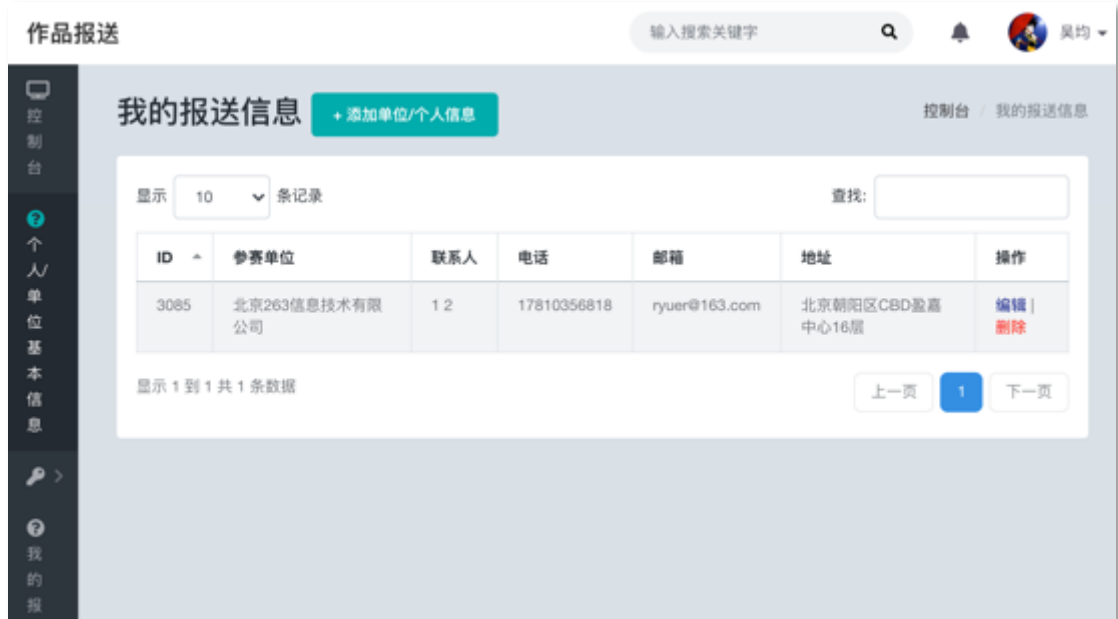 作品报送
输入搜索关键字
吴均
控制台
个人/单位基本信息
我的报
我的报送信息
+ 添加单位/个人信息
控制台 / 我的报送信息
显示 10 条记录
查找:
ID 参赛单位 联系人 电话 邮箱 地址 操作
3085 北京263信息技术有限 1 2 17810356818 ryuer@163.com 北京朝阳区CBD盈嘉 编辑 |
公司 中心16层 删除
显示 1 到 1 共 1 条数据
上一页 1 下一页